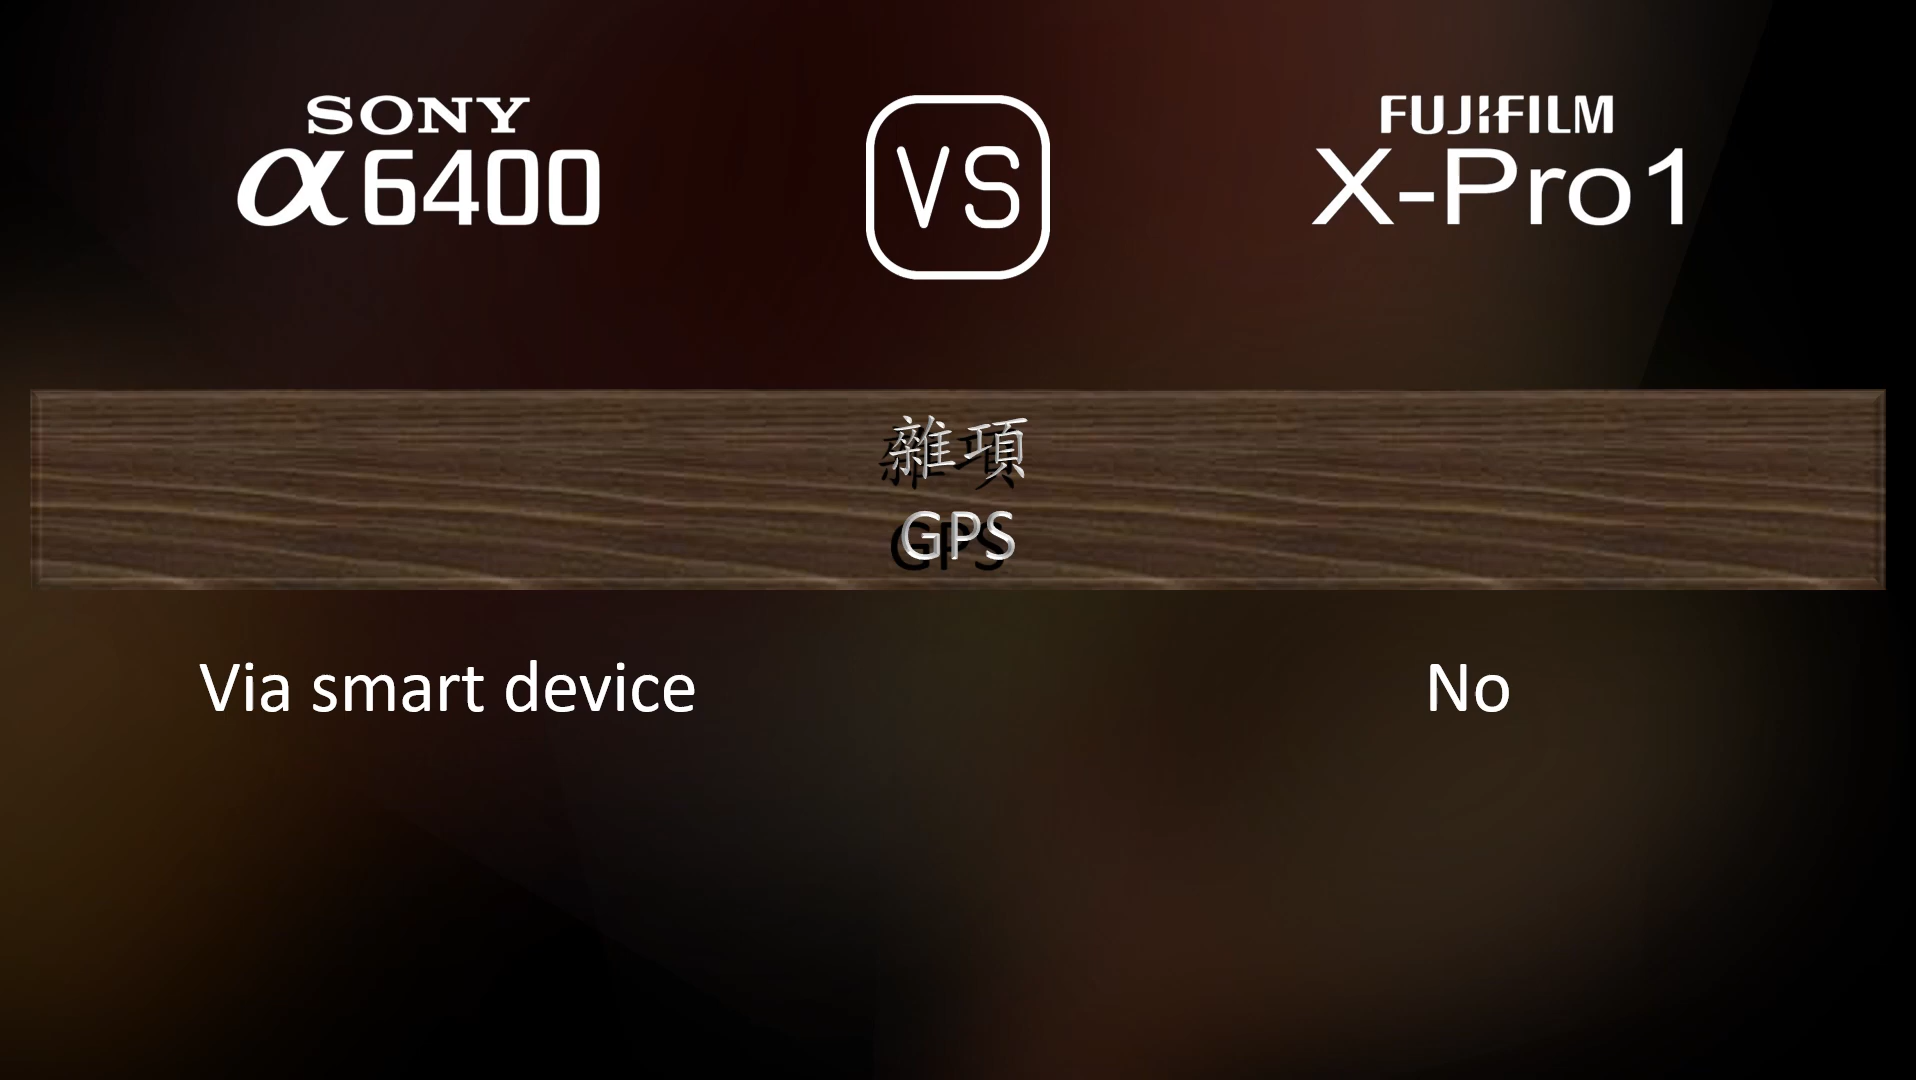 SONY
α6400
VS
FUJIFILM
X-Pro1
雜項
GPS
Via smart device
No